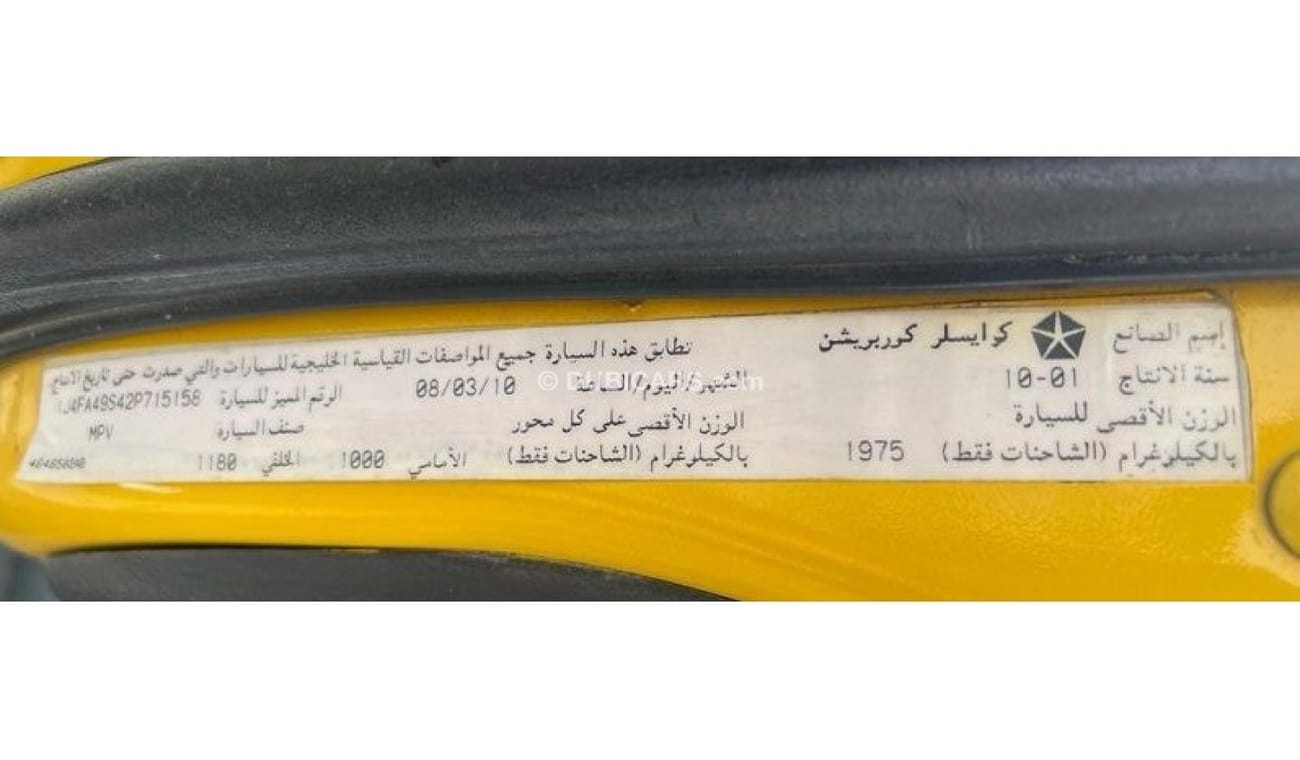 إسم الصانع كرايسلر كوربريشن
سنة الانتاج 10-01
الوزن الأقصى للسيارة
بالكيلوغرام (الشاحنات فقط) 1975
تطابق هذه السيارة جميع المواصفات القياسية الخليجية للسيارات والتي صدرت حتى تاريخ الانتاج.
الشهر/اليوم/الساعة 08/03/10
الوزن الأقصى على كل محور
بالكيلوغرام (الشاحنات فقط) الأمامي 1000 الخلفي 1180
الرقم المميز للسيارة 1J4FA49S42P715158
صنف السيارة MPV
© DUBICARS.com